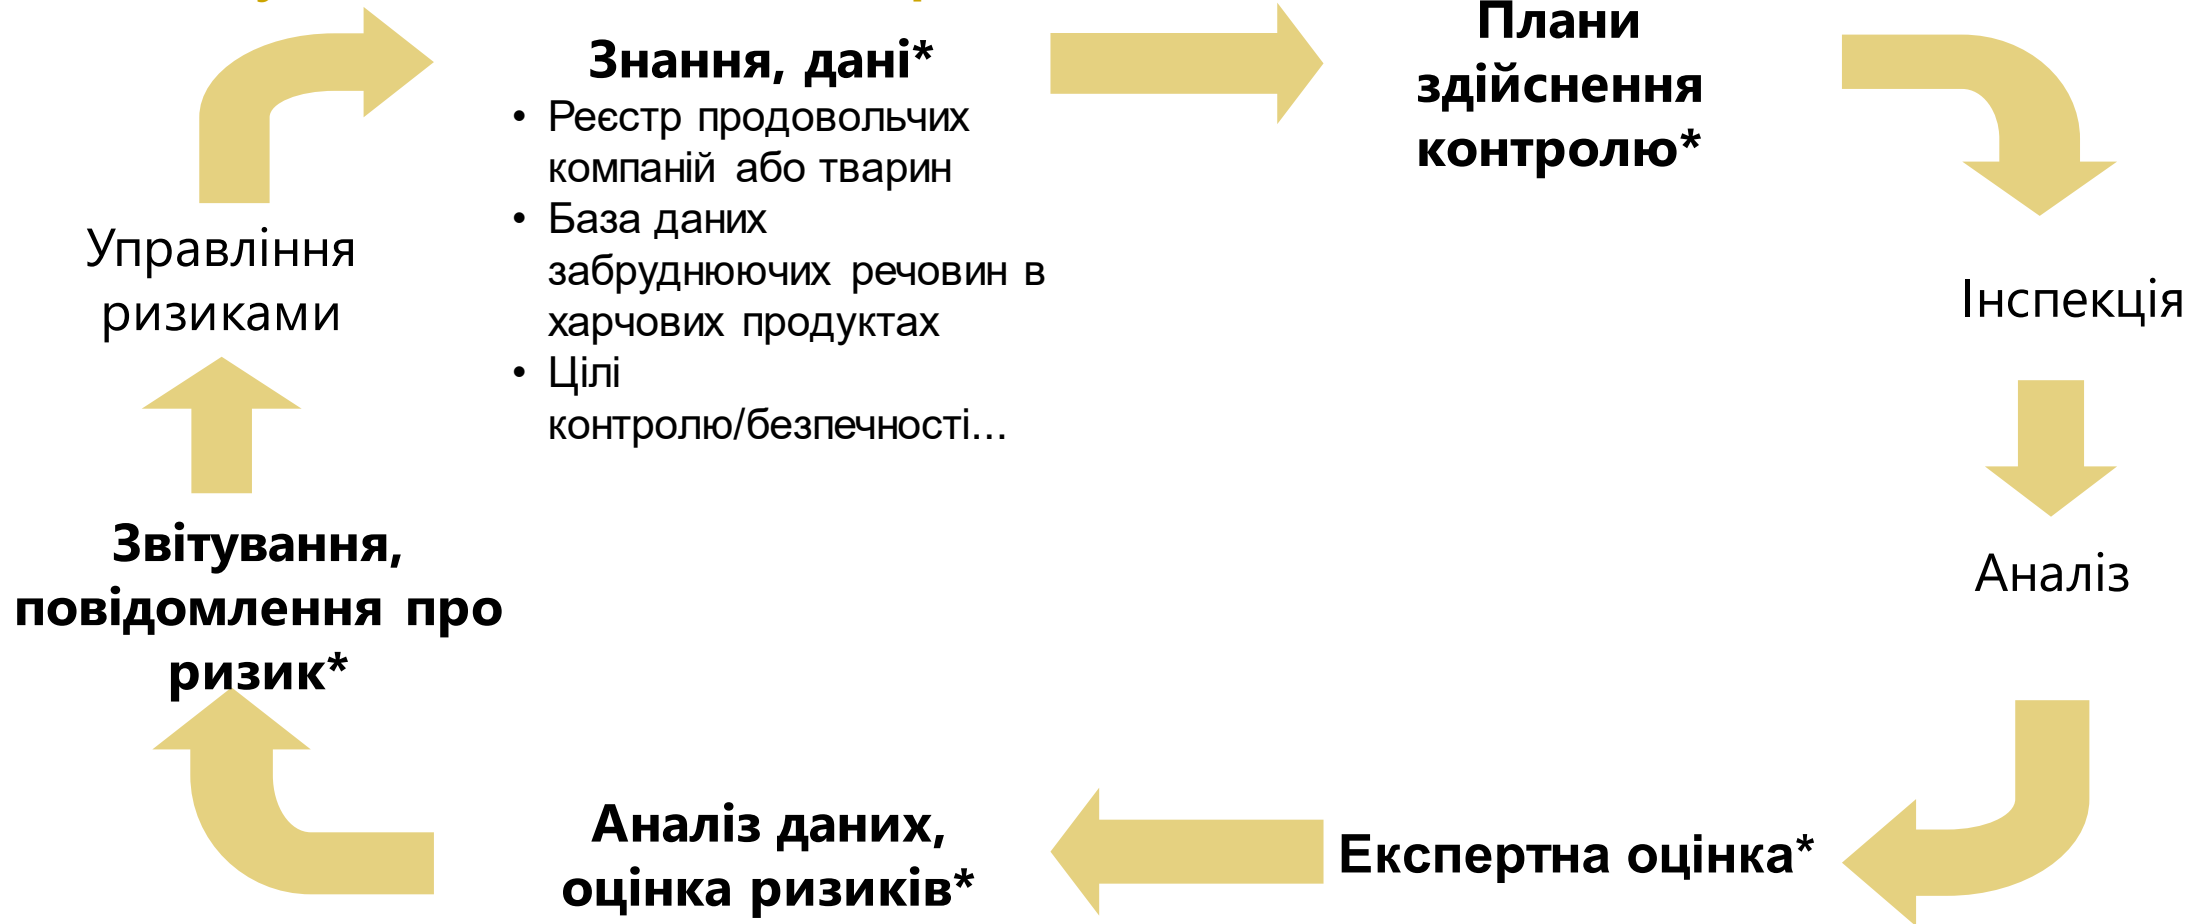 Знання, дані*
• Реєстр продовольчих
компаній або тварин
• База даних
забруднюючих речовин в
харчових продуктах
• Цілі
контролю/безпечності...
Плани
здійснення
контролю*
Інспекція
Аналіз
Експертна оцінка*
Аналіз даних,
оцінка ризиків*
Звітування,
повідомлення про
ризик*
Управління
ризиками